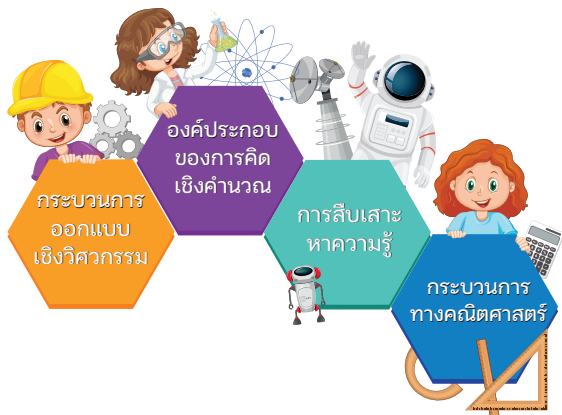 กระบวนการ
ออกแบบ
เชิงวิศวกรรม
องค์ประกอบ
ของการคิด
เชิงคำนวณ
การสืบเสาะ
หาความรู้
กระบวนการ
ทางคณิตศาสตร์